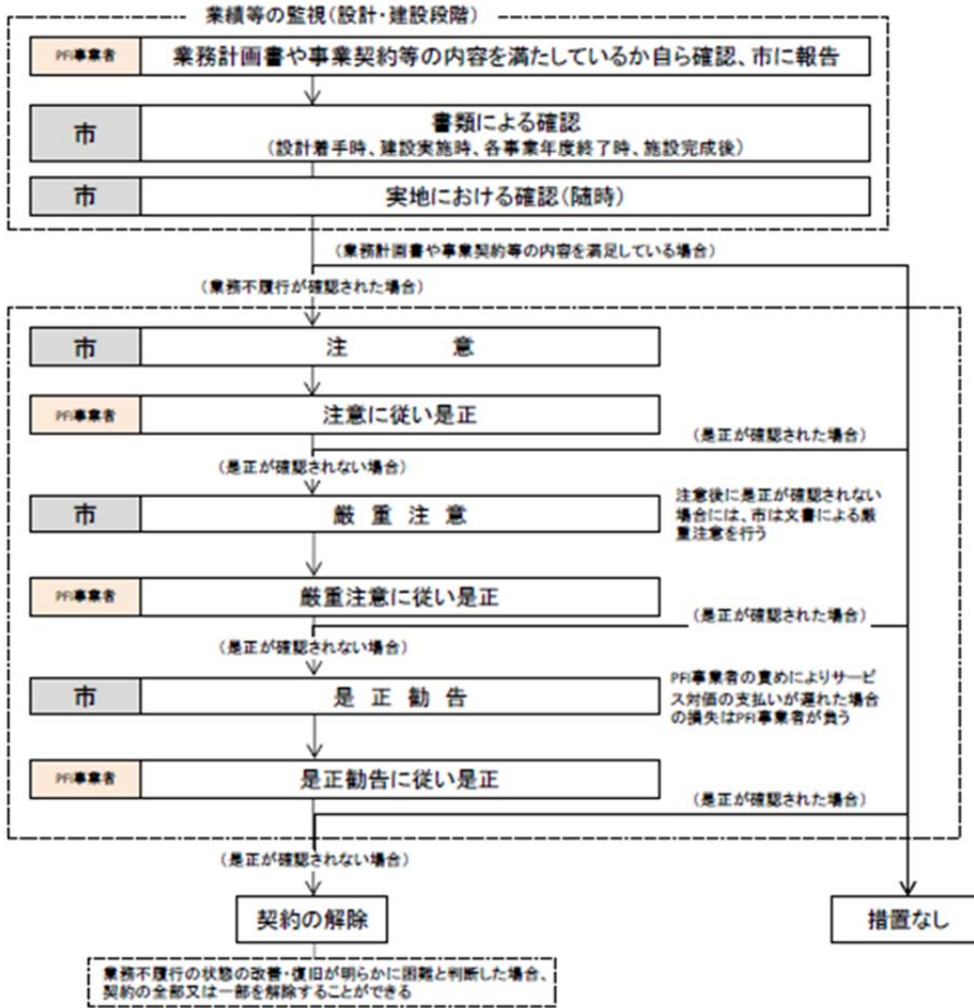 業績等の監視(設計・建設段階)
PFI事業者
業務計画書や事業契約等の内容を満たしているか自ら確認、市に報告
市
書類による確認
(設計着手時、建設実施時、各事業年度終了時、施設完成後)
市
実地における確認(随時)
(業務計画書や事業契約等の内容を満足している場合)
(業務不履行が確認された場合)
市
注 意
PFI事業者
注意に従い是正
(是正が確認された場合)
(是正が確認されない場合)
市
厳 重 注 意
注意後に是正が確認されない
場合には、市は文書による厳
重注意を行う
PFI事業者
厳重注意に従い是正
(是正が確認された場合)
(是正が確認されない場合)
市
是 正 勧 告
PFI事業者の責めによりサービ
ス対価の支払いが遅れた場合
の損失はPFI事業者が負う
PFI事業者
是正勧告に従い是正
(是正が確認された場合)
(是正が確認されない場合)
契約の解除
措置なし
業務不履行の状態の改善・復旧が明らかに困難と判断した場合、
契約の全部又は一部を解除することができる